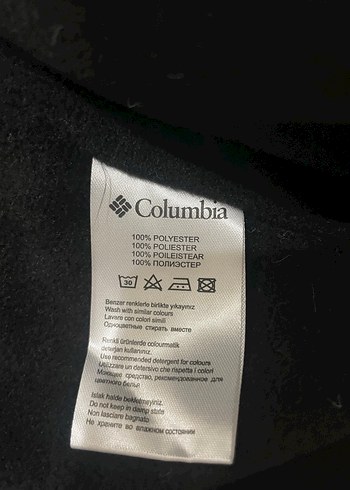 Columbia
100% POLYESTER
100% POLIESTER
100% POILEISTEAR
100% ПОЛИЭСТЕР
30
Benzer renklerle birlikte yıkayınız
Wash with similar colours
Lavere con colori simili
Одноцветные стирать вместе
Renkli ürünlerde colourmatik
deterjan kullanınız.
Use recommended detergent for colours
Utilizzare un detersivo che rispetta i colori
Моющее средство, рекомендованное для
цветного белья
Islak halde bekletmeyiniz.
Do not keep in damp state
Non lasciare bagnato
Не храните во влажном состоянии